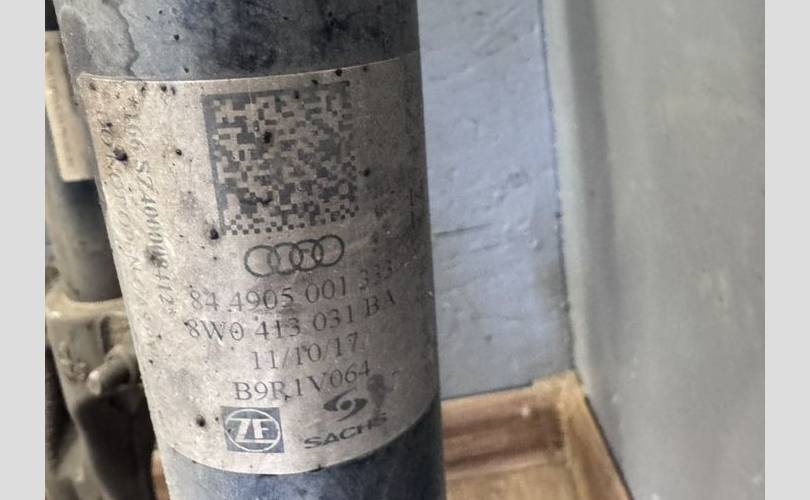 84.4905 001 333
8W0 413 031 BA
11/10/17
B9R1V064
ZF
SACHS